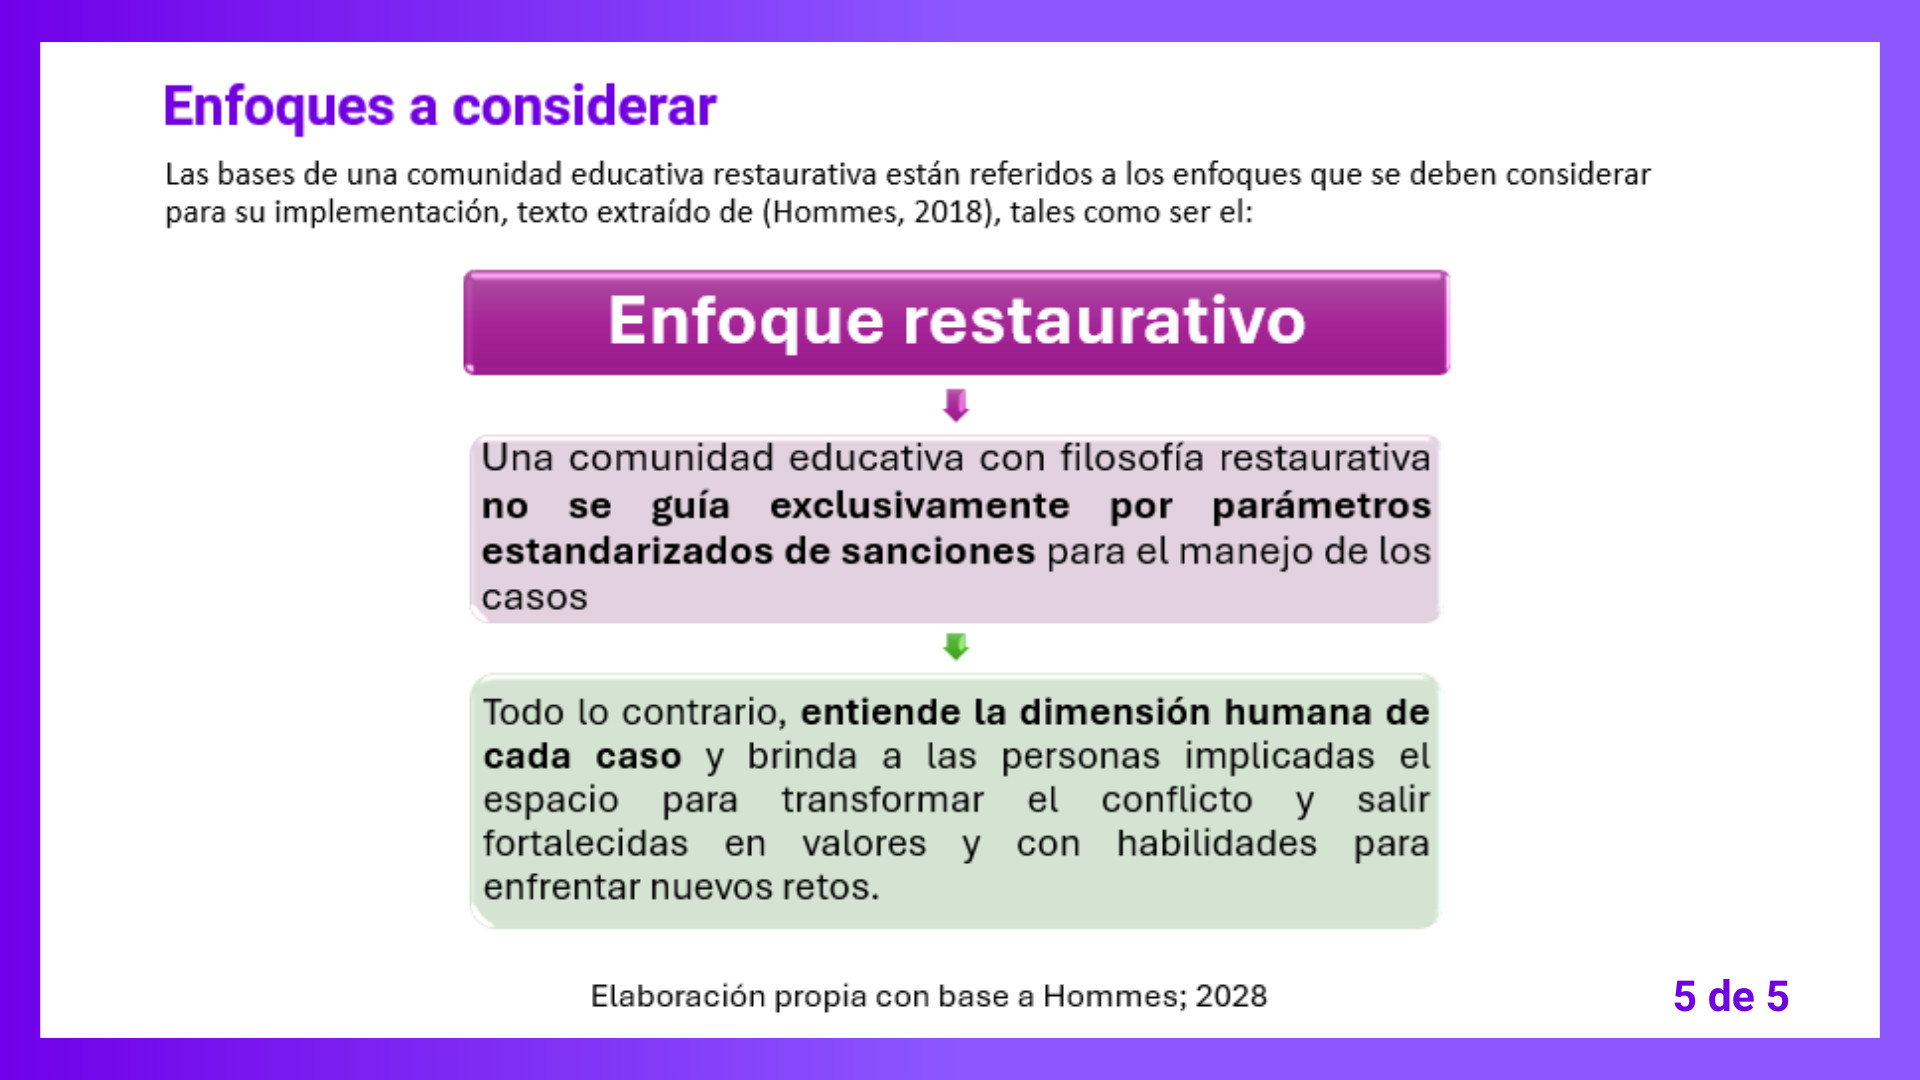 Enfoques a considerar
Las bases de una comunidad educativa restaurativa están referidos a los enfoques que se deben considerar
para su implementación, texto extraído de (Hommes, 2018), tales como ser el:
Enfoque restaurativo
Una comunidad educativa con filosofía restaurativa
no se guía exclusivamente por parámetros
estandarizados de sanciones para el manejo de los
casos
Todo lo contrario, entiende la dimensión humana de
cada caso y brinda a las personas implicadas el
espacio para transformar el conflicto y salir
fortalecidas en valores y con habilidades para
enfrentar nuevos retos.
Elaboración propia con base a Hommes; 2028
5 de 5